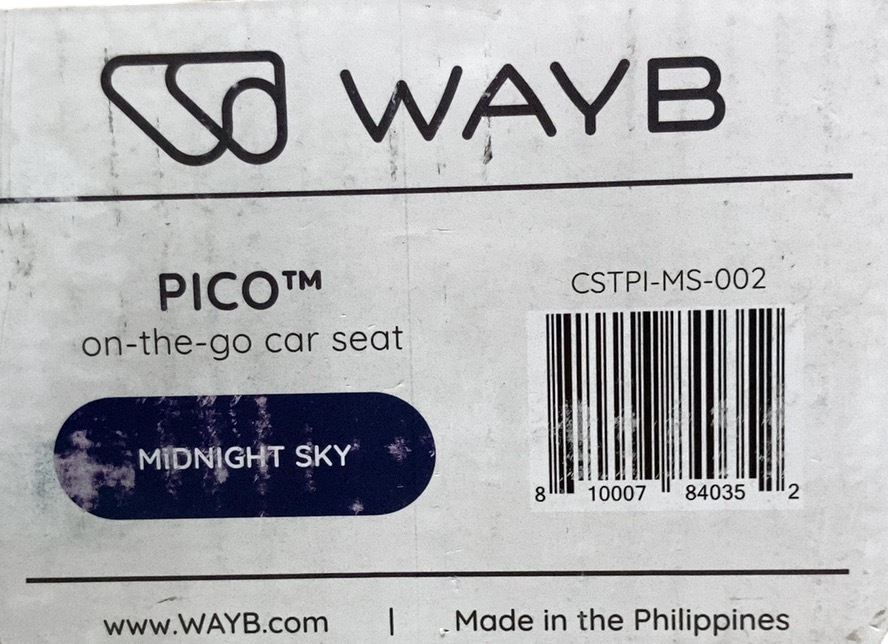 WAYB
PICO™
on-the-go car seat
MIDNIGHT SKY
CSTPI-MS-002
8 10007 84035 2
www.WAYB.com | Made in the Philippines